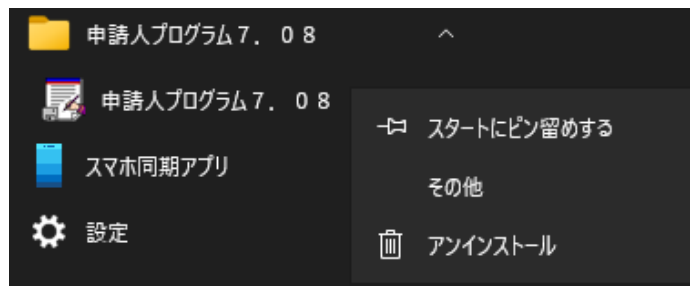 申請人プログラム７．０８
申請人プログラム７．０８
スマホ同期アプリ
設定
スタートにピン留めする
その他
アンインストール